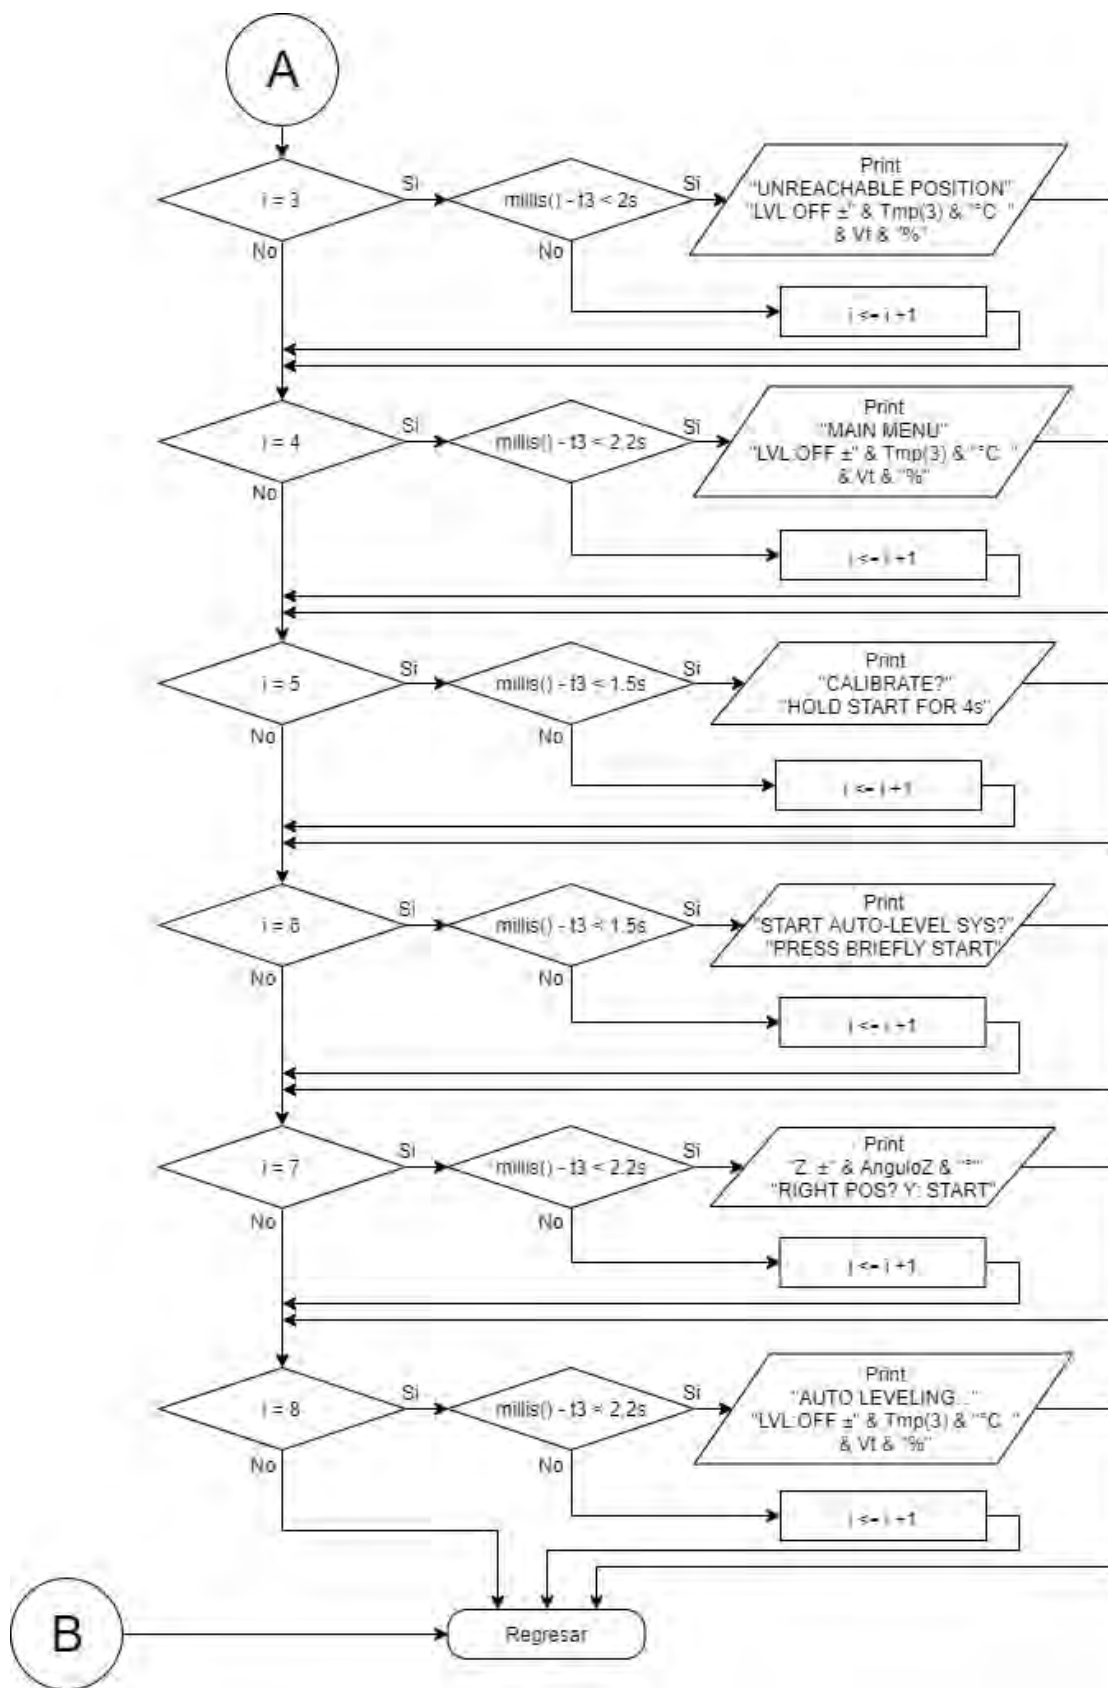 A
i = 3
Si
millis() - t3 < 2s
Si
Print
"UNREACHABLE POSITION"
"LVL:OFF ±" & Tmp(3) & "°C "
& Vt & "%"
No
No
i <= i +1
i = 4
Si
millis() - t3 < 2.2s
Si
Print
"MAIN MENU"
"LVL:OFF ±" & Tmp(3) & "°C "
& Vt & "%"
No
i <= i +1
i = 5
Si
millis() - t3 < 1.5s
Si
Print
"CALIBRATE?"
"HOLD START FOR 4s"
No
No
i <= i +1
i = 6
Si
millis() - t3 < 1.5s
Si
Print
"START AUTO-LEVEL SYS?"
"PRESS BRIEFLY START"
No
No
i <= i +1
i = 7
Si
millis() - t3 < 2.2s
Si
Print
"Z: ±" & AnguloZ & "°"
"RIGHT POS? Y: START"
No
No
i <= i +1
i = 8
Si
millis() - t3 < 2.2s
Si
Print
"AUTO LEVELING..."
"LVL:OFF ±" & Tmp(3) & "°C "
& Vt & "%"
No
No
i <= i +1
B
Regresar